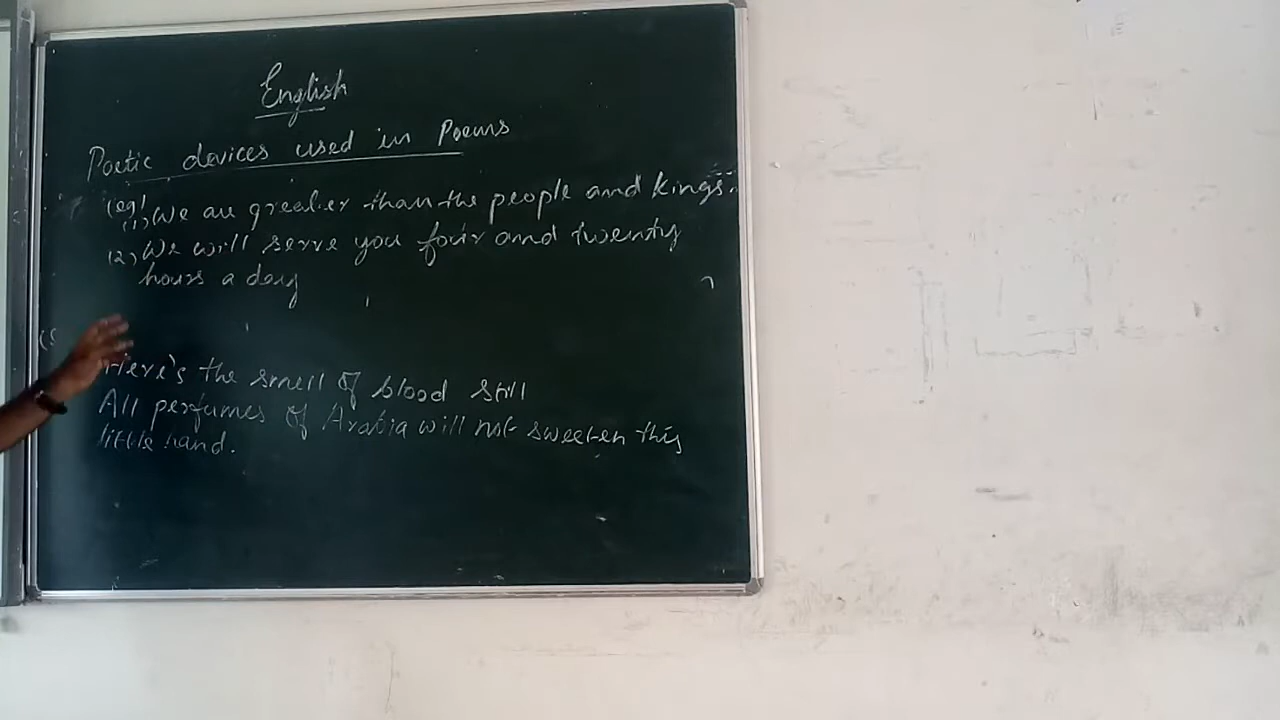 English
Poetic devices used in Poems
(eg)
(1) We are greater than the people and kings.
(2) We will serve you four and twenty
hours a day
Here's the smell of blood still
All perfumes of Arabia will not sweeten this
little hand.